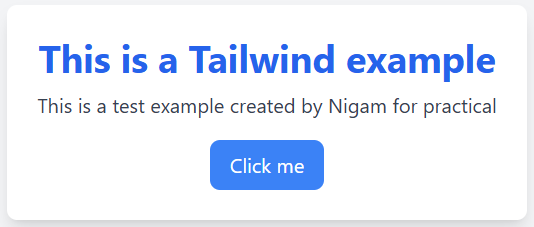 This is a Tailwind example
This is a test example created by Nigam for practical
Click me